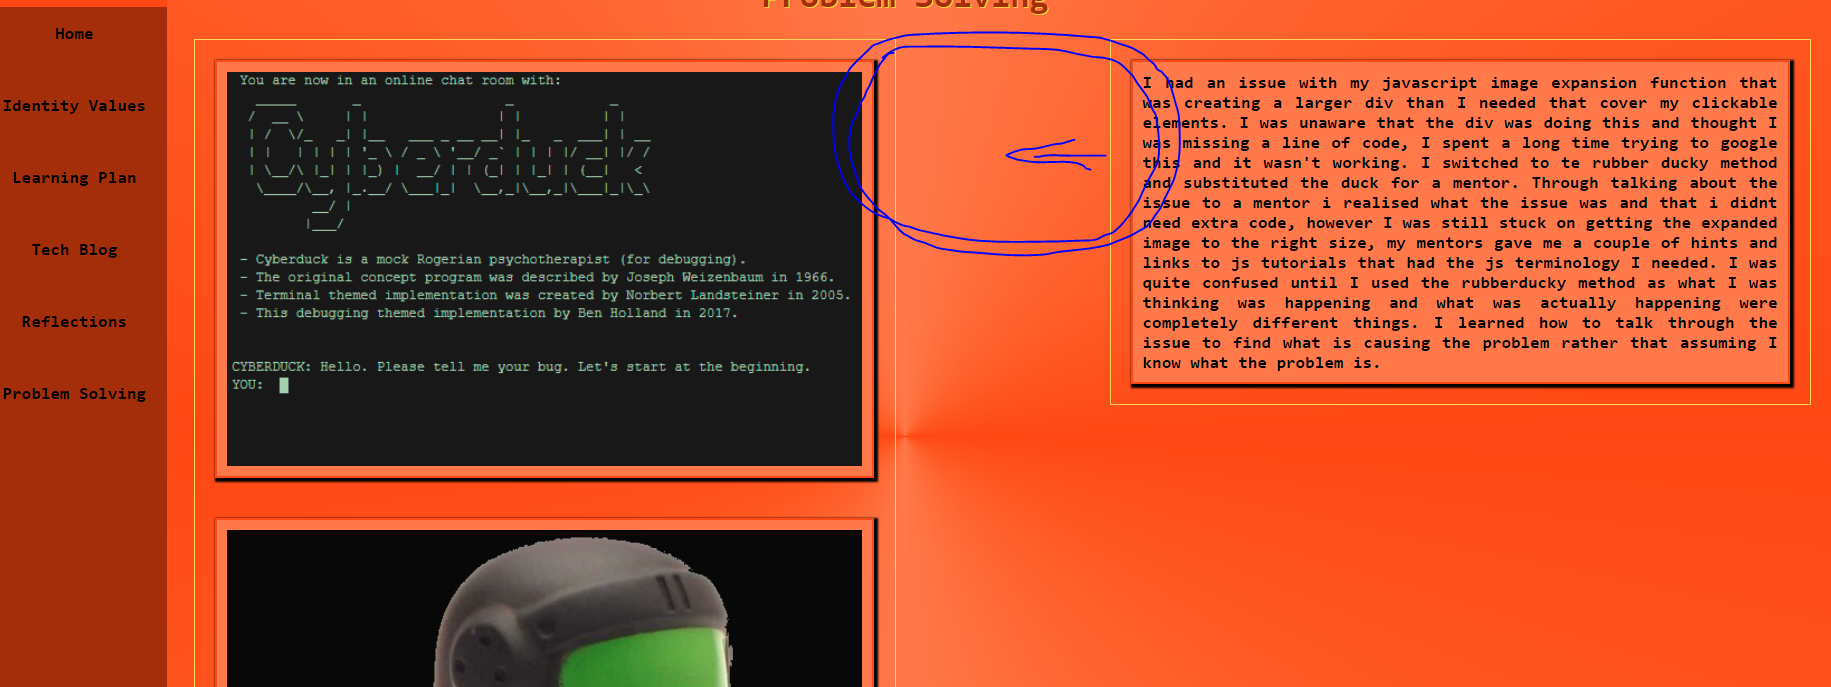 Problem Solving
Home
Identity Values
Learning Plan
Tech Blog
Reflections
Problem Solving
You are now in an online chat room with:
Cyberduck
- Cyberduck is a mock Rogerian psychotherapist (for debugging).
- The original concept program was described by Joseph Weizenbaum in 1966.
- Terminal themed implementation was created by Norbert Landsteiner in 2005.
- This debugging themed implementation by Ben Holland in 2017.
CYBERDUCK: Hello. Please tell me your bug. Let's start at the beginning.
YOU:
I had an issue with my javascript image expansion function that
was creating a larger div than I needed that cover my clickable
elements. I was unaware that the div was doing this and thought I
was missing a line of code, I spent a long time trying to google
this and it wasn't working. I switched to te rubber ducky method
and substituted the duck for a mentor. Through talking about the
issue to a mentor i realised what the issue was and that i didnt
need extra code, however I was still stuck on getting the expanded
image to the right size, my mentors gave me a couple of hints and
links to js tutorials that had the js terminology I needed. I was
quite confused until I used the rubberducky method as what I was
thinking was happening and what was actually happening were
completely different things. I learned how to talk through the
issue to find what is causing the problem rather that assuming I
know what the problem is.